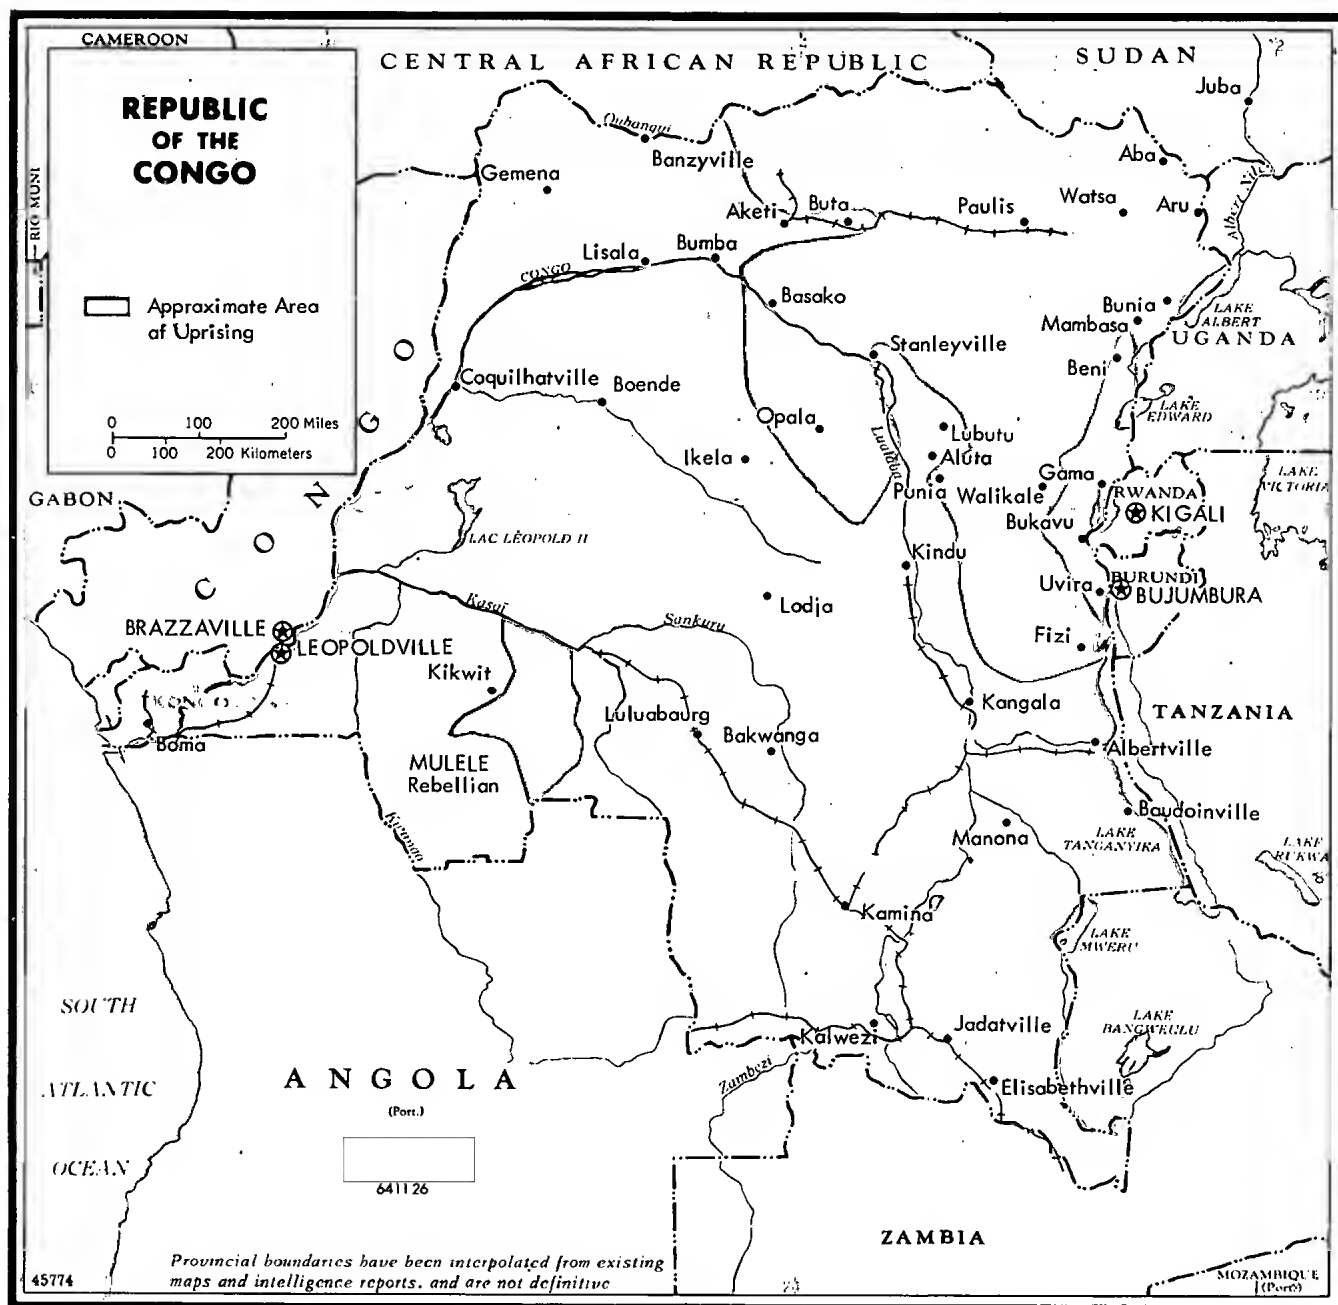 CAMEROON
CENTRAL AFRICAN REPUBLIC
SUDAN
Juba
REPUBLIC
OF THE
CONGO
Approximate Area
of Uprising
0 100 200 Miles
0 100 200 Kilometers
RIO MUNI
Oubangui
Banzyville
Gemena
Aba
Aketi
Buta
Paulis
Watsa
Aru
Albert Nile
Lisala
Bumba
CONGO
Basako
Bunia
Mambasa
LAKE
ALBERT
UGANDA
Stanleyville
Beni
Coquilhatville
Boende
LAKE
EDWARD
Opala
Lualaba
Lubutu
Ikela
Aluta
Punia
Walikale
Gama
LAKE
VICTORIA
RWANDA
KIGALI
Bukavu
GABON
CONGO
LAC LÉOPOLD II
Kindu
Uvira
BURUNDI
BUJUMBURA
Kasai
Sankuru
Lodja
Fizi
BRAZZAVILLE
LEOPOLDVILLE
Kikwit
KONGO
Boma
Luluabaurg
Bakwanga
Kangala
TANZANIA
Albertville
MULELE
Rebellian
Baudoinville
Manona
LAKE
TANGANYIKA
LAKE
RUKWA
Kamina
LAKE
MWERU
SOUTH
ATLANTIC
OCEAN
LAKE
BANGWEULU
Kalwezi
Jadatville
Elisabethville
Zambezi
ANGOLA
(Port.)
641126
ZAMBIA
MOZAMBIQUE
(Port.)
Provincial boundaries have been interpolated from existing
maps and intelligence reports, and are not definitive
45774